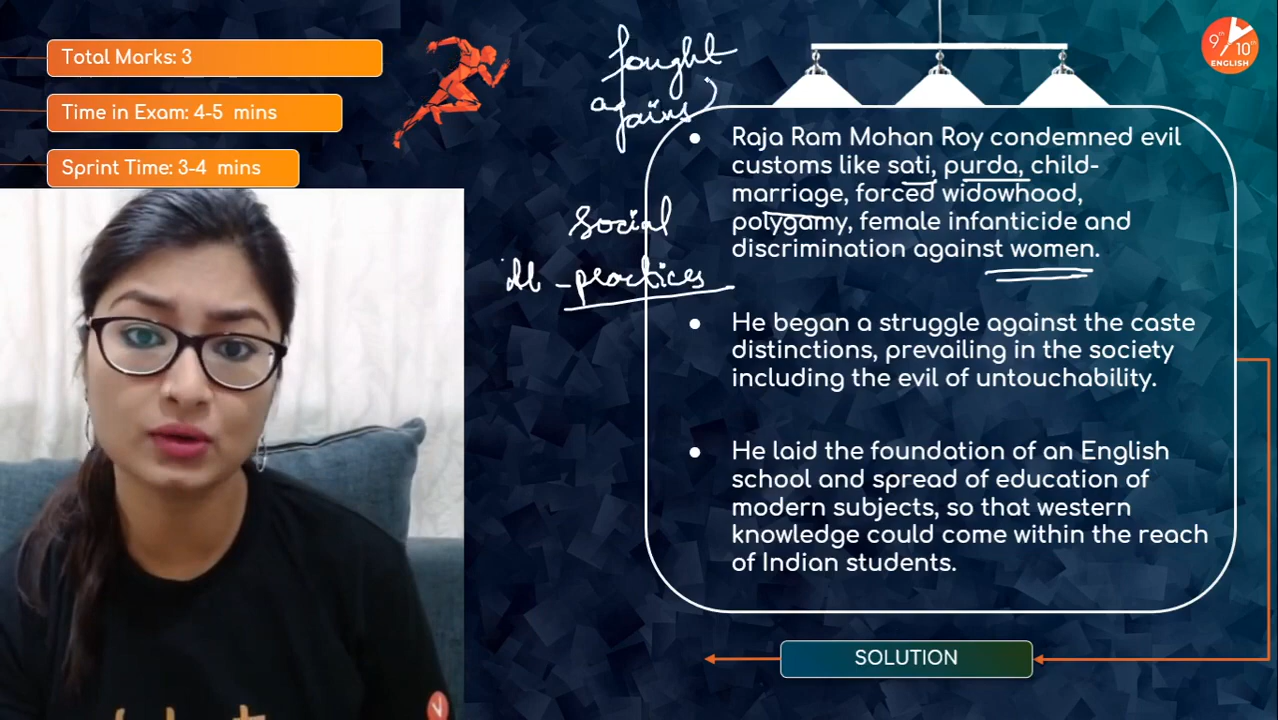 Total Marks: 3
Time in Exam: 4-5 mins
Sprint Time: 3-4 mins
fought
against
social
ill-practices
9th
10th
ENGLISH
• Raja Ram Mohan Roy condemned evil
customs like sati, purda, child-
marriage, forced widowhood,
polygamy, female infanticide and
discrimination against women.
• He began a struggle against the caste
distinctions, prevailing in the society
including the evil of untouchability.
• He laid the foundation of an English
school and spread of education of
modern subjects, so that western
knowledge could come within the reach
of Indian students.
SOLUTION